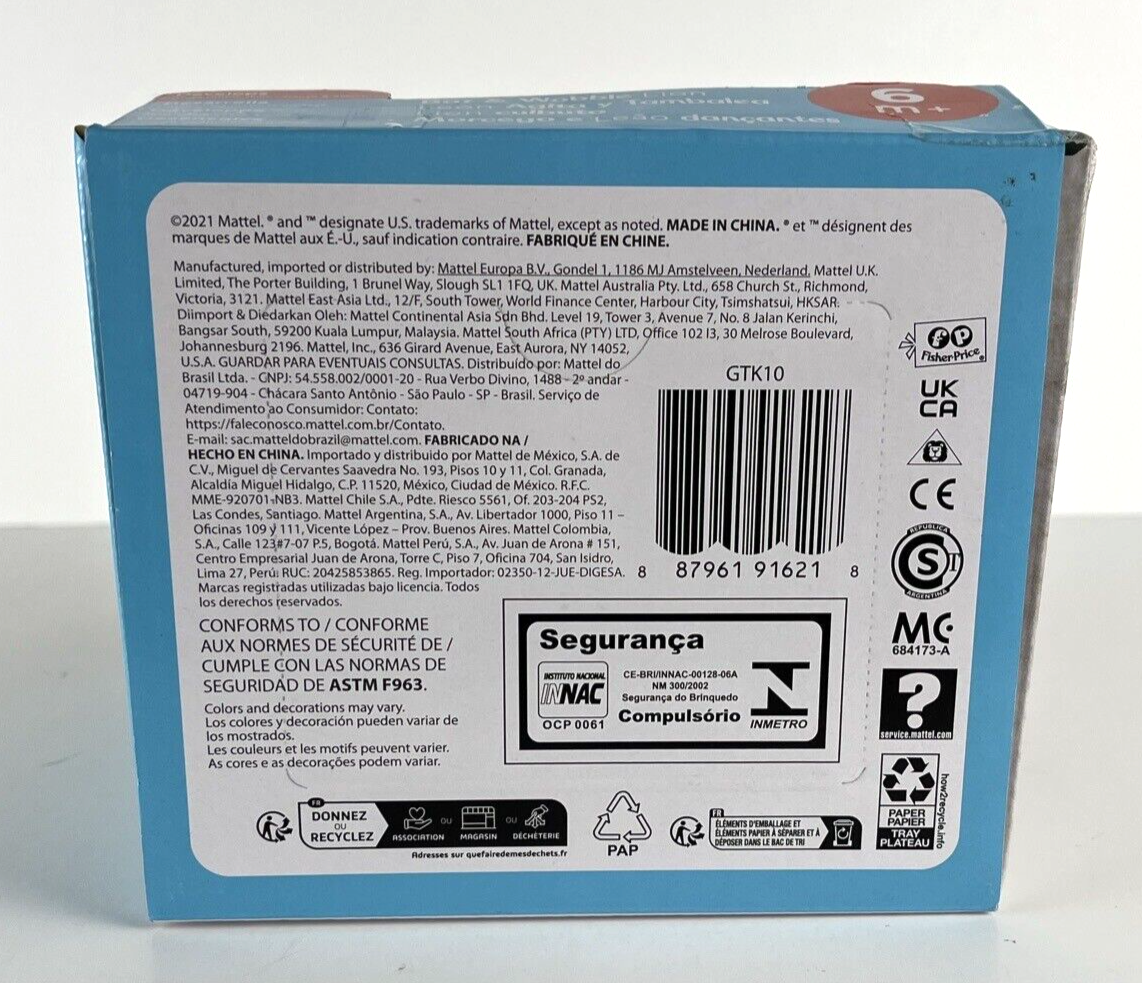 Wobble Lion
Agita y Tambalea
Morcego e Leão dançantes
6
m+
©2021 Mattel. ® and ™ designate U.S. trademarks of Mattel, except as noted. MADE IN CHINA. ® et ™ désignent des
marques de Mattel aux É.-U., sauf indication contraire. FABRIQUÉ EN CHINE.
Manufactured, imported or distributed by: Mattel Europa B.V., Gondel 1, 1186 MJ Amstelveen, Nederland. Mattel U.K.
Limited, The Porter Building, 1 Brunel Way, Slough SL1 1FQ, UK. Mattel Australia Pty. Ltd., 658 Church St., Richmond,
Victoria, 3121. Mattel East Asia Ltd., 12/F, South Tower, World Finance Center, Harbour City, Tsimshatsui, HKSAR.
Diimport & Diedarkan Oleh: Mattel Continental Asia Sdn Bhd. Level 19, Tower 3, Avenue 7, No. 8 Jalan Kerinchi,
Bangsar South, 59200 Kuala Lumpur, Malaysia. Mattel South Africa (PTY) LTD, Office 102 I3, 30 Melrose Boulevard,
Johannesburg 2196. Mattel, Inc., 636 Girard Avenue, East Aurora, NY 14052,
U.S.A. GUARDAR PARA EVENTUAIS CONSULTAS. Distribuído por: Mattel do
Brasil Ltda. - CNPJ: 54.558.002/0001-20 - Rua Verbo Divino, 1488 - 2º andar -
04719-904 - Chácara Santo Antônio - São Paulo - SP - Brasil. Serviço de
Atendimento ao Consumidor: Contato:
https://faleconosco.mattel.com.br/Contato.
E-mail: sac.matteldobrazil@mattel.com. FABRICADO NA /
HECHO EN CHINA. Importado y distribuido por Mattel de México, S.A. de
C.V., Miguel de Cervantes Saavedra No. 193, Pisos 10 y 11, Col. Granada,
Alcaldía Miguel Hidalgo, C.P. 11520, México, Ciudad de México. R.F.C.
MME-920701-NB3. Mattel Chile S.A., Pdte. Riesco 5561, Of. 203-204 PS2,
Las Condes, Santiago. Mattel Argentina, S.A., Av. Libertador 1000, Piso 11 –
Oficinas 109 y 111, Vicente López – Prov. Buenos Aires. Mattel Colombia,
S.A., Calle 123#7-07 P.5, Bogotá. Mattel Perú, S.A., Av. Juan de Arona # 151,
Centro Empresarial Juan de Arona, Torre C, Piso 7, Oficina 704, San Isidro,
Lima 27, Perú: RUC: 20425853865. Reg. Importador: 02350-12-JUE-DIGESA.
Marcas registradas utilizadas bajo licencia. Todos
los derechos reservados.
CONFORMS TO / CONFORME
AUX NORMES DE SÉCURITÉ DE /
CUMPLE CON LAS NORMAS DE
SEGURIDAD DE ASTM F963.
Colors and decorations may vary.
Los colores y decoración pueden variar de
los mostrados.
Les couleurs et les motifs peuvent varier.
As cores e as decorações podem variar.
GTK10
8 87961 91621 8
Segurança
INSTITUTO NACIONAL
INNAC
OCP 0061
CE-BRI/INNAC-00128-06A
NM 300/2002
Segurança do Brinquedo
Compulsório
INMETRO
FP
Fisher-Price
UK
CA
CE
REPUBLICA
S
ARGENTINA
MC
684173-A
?
service.mattel.com
PAPER
PAPIER
TRAY
PLATEAU
how2recycle.info
FR
DONNEZ
OU
RECYCLEZ
ASSOCIATION
OU
MAGASIN
OU
DÉCHÈTERIE
Adresses sur quefairedemesdechets.fr
PAP
FR
ÉLÉMENTS D'EMBALLAGE ET
ÉLÉMENTS PAPIER À SÉPARER ET À
DÉPOSER DANS LE BAC DE TRI